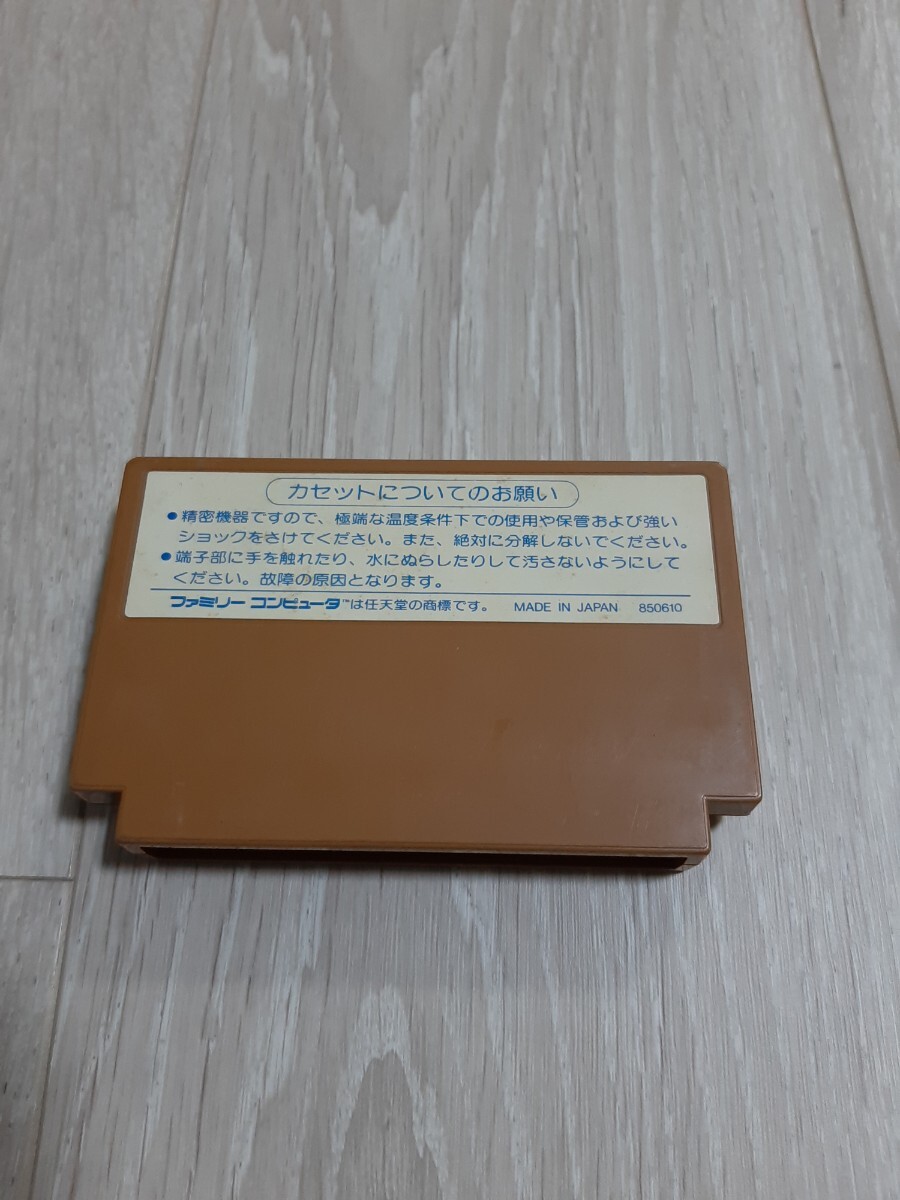 カセットについてのお願い
●精密機器ですので、極端な温度条件下での使用や保管および強い
ショックをさけてください。また、絶対に分解しないでください。
●端子部に手を触れたり、水にぬらしたりして汚さないようにして
ください。故障の原因となります。
ファミリー コンピュータ™は任天堂の商標です。 MADE IN JAPAN 850610